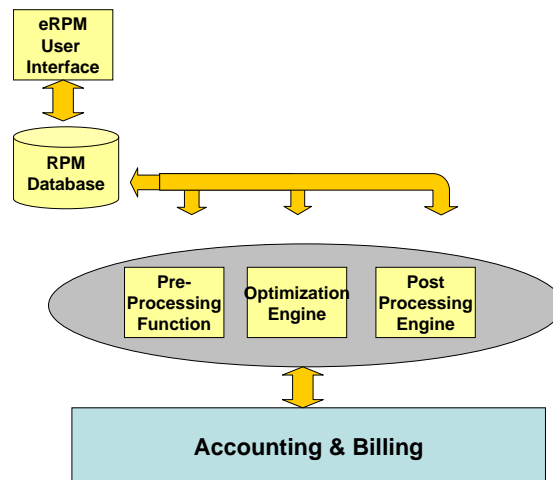 eRPM
User
Interface
RPM
Database
Pre-
Processing
Function
Optimization
Engine
Post
Processing
Engine
Accounting & Billing